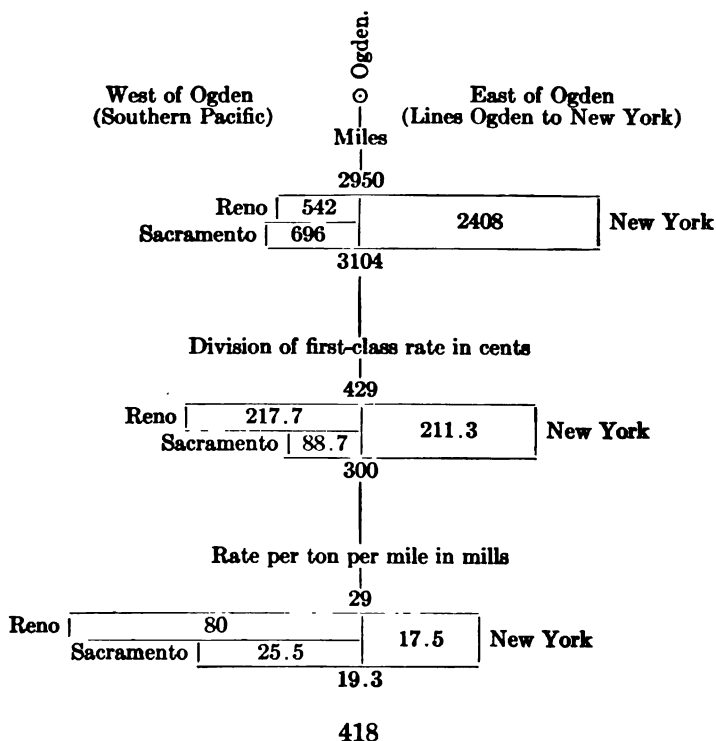 Ogden.
West of Ogden East of Ogden
(Southern Pacific) (Lines Ogden to New York)
Miles
2950
Reno 542 2408 New York
Sacramento 696
3104
Division of first-class rate in cents
429
Reno 217.7 211.3 New York
Sacramento 88.7
300
Rate per ton per mile in mills
29
Reno 80 17.5 New York
Sacramento 25.5
19.3
418